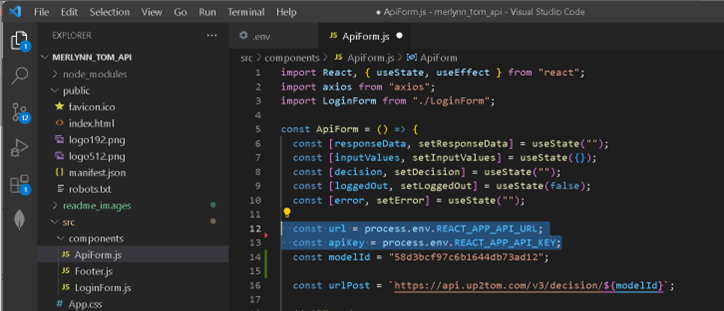 File Edit Selection View Go Run Terminal Help ApiForm.js - merlynn_tom_api - Visual Studio Code
EXPLORER
MERLYNN_TOM_API
node_modules
public
favicon.ico
index.html
logo192.png
logo512.png
manifest.json
robots.txt
readme_images
src
components
ApiForm.js
Footer.js
LoginForm.js
App.css
1
12
1
.env
JS ApiForm.js
src > components > JS ApiForm.js > ApiForm
1 import React, { useState, useEffect } from "react";
2 import axios from "axios";
3 import LoginForm from "./LoginForm";
4
5 const ApiForm = () => {
6 const [responseData, setResponseData] = useState("");
7 const [inputValues, setInputValues] = useState({});
8 const [decision, setDecision] = useState("");
9 const [loggedOut, setLoggedOut] = useState(false);
10 const [error, setError] = useState("");
11
12 const url = process.env.REACT_APP_API_URL;
13 const apiKey = process.env.REACT_APP_API_KEY;
14 const modelId = "58d3bcf97c6b1644db73ad12";
15
16 const urlPost = `https://api.up2tom.com/v3/decision/${modelId}`;